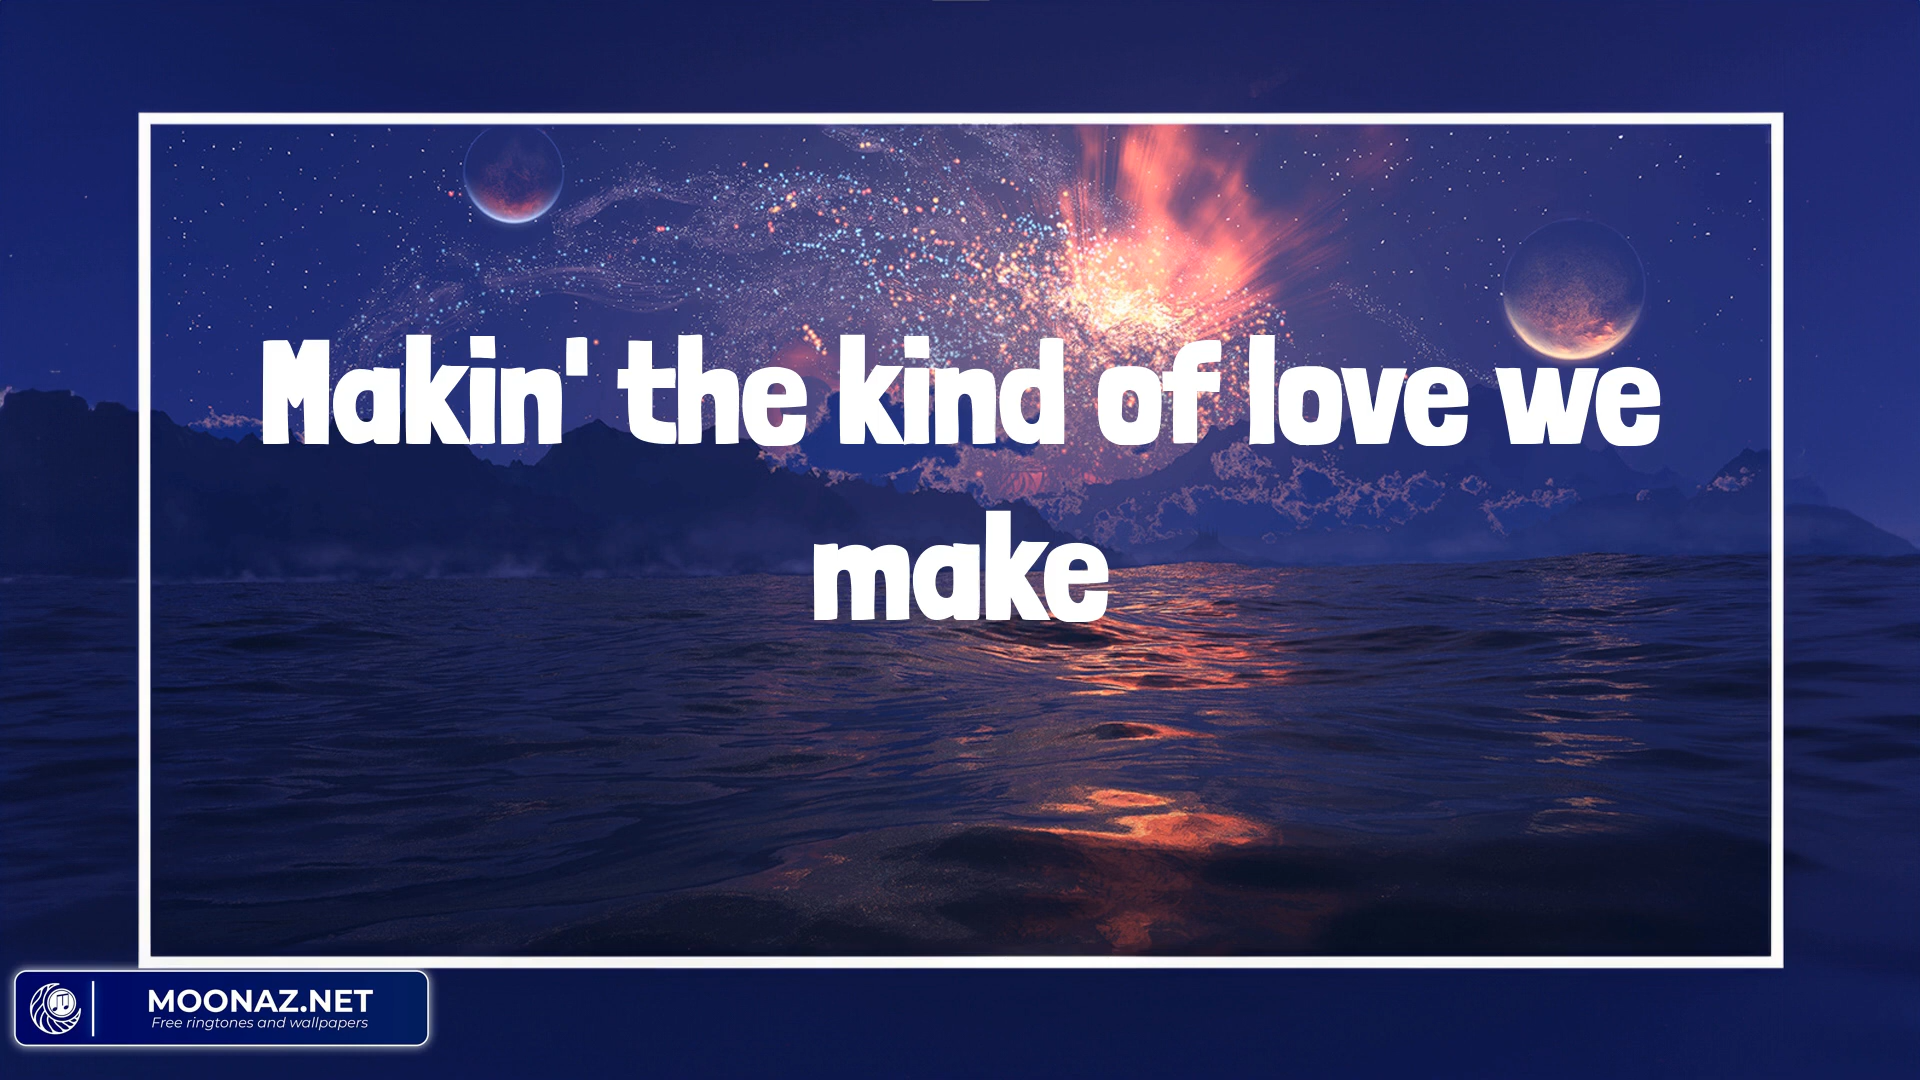 Makin' the kind of love we
make
MOONAZ.NET
Free ringtones and wallpapers